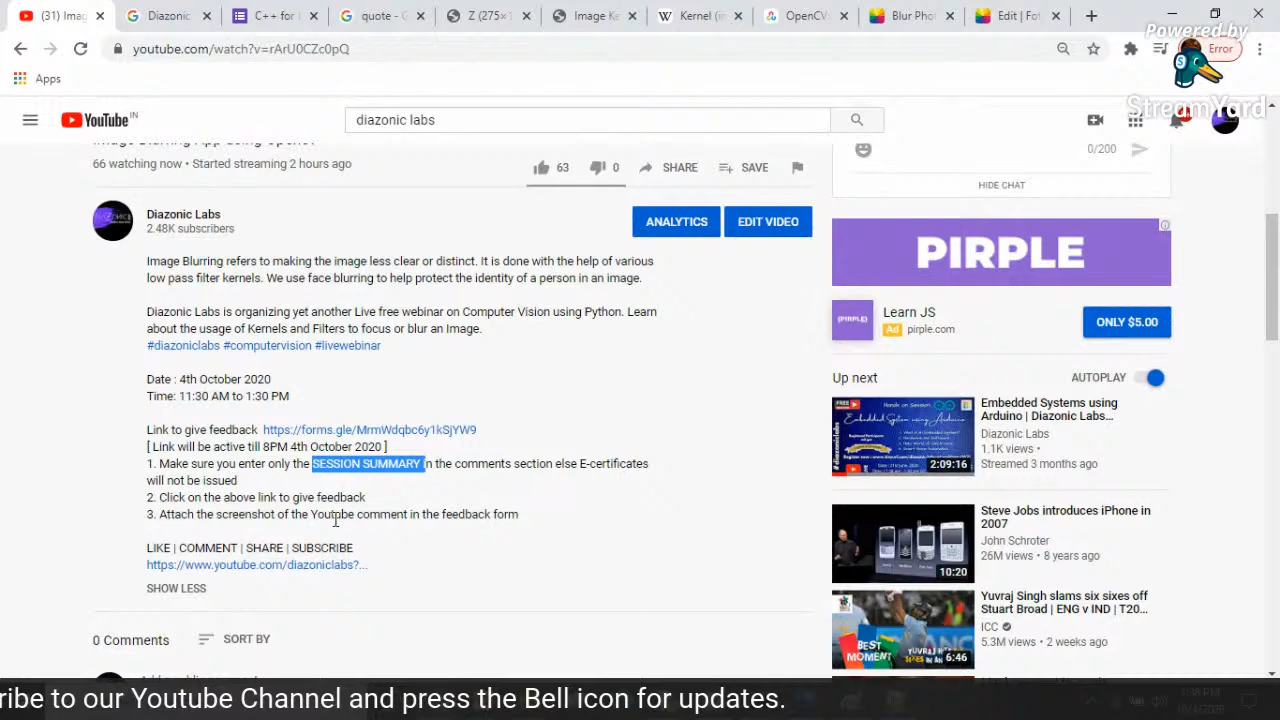 (31) Imag
Diazonic
C++ for I
quote - G
Z (275×1
Image Ke
Kernel (im
OpenCV:
Blur Pho
Edit | Fot
Powered by
youtube.com/watch?v=rArU0CZc0pQ
Error
Apps
StreamYard
YouTube IN
diazonic labs
66 watching now • Started streaming 2 hours ago
63
0
SHARE
SAVE
0/200
HIDE CHAT
Diazonic Labs
2.48K subscribers
ANALYTICS
EDIT VIDEO
PIRPLE
Image Blurring refers to making the image less clear or distinct. It is done with the help of various
low pass filter kernels. We use face blurring to help protect the identity of a person in an image.
Diazonic Labs is organizing yet another Live free webinar on Computer Vision using Python. Learn
about the usage of Kernels and Filters to focus or blur an Image.
#diazoniclabs #computervision #livewebinar
{PIRPLE}
Learn JS
Ad pirple.com
ONLY $5.00
Date : 4th October 2020
Time: 11:30 AM to 1:30 PM
Up next
AUTOPLAY
https://forms.gle/MrmWdqbc6y1kSjYW9
[ Link will be open till 8PM 4th October 2020 ]
1. Make sure you enter only the SESSION SUMMARY in the comments section else E-certificates
will not be issued
2. Click on the above link to give feedback
3. Attach the screenshot of the Youtube comment in the feedback form
LIKE | COMMENT | SHARE | SUBSCRIBE
https://www.youtube.com/diazoniclabs?...
SHOW LESS
0 Comments
SORT BY
Embedded Systems using Arduino
2:09:16
Embedded Systems using
Arduino | Diazonic Labs...
Diazonic Labs
1.1K views •
Streamed 3 months ago
10:20
Steve Jobs introduces iPhone in
2007
John Schroter
26M views • 8 years ago
BEST
MOMENT
6:46
Yuvraj Singh slams six sixes off
Stuart Broad | ENG v IND | T20...
ICC
5.3M views • 2 weeks ago
ribe to our Youtube Channel and press the Bell icon for updates.